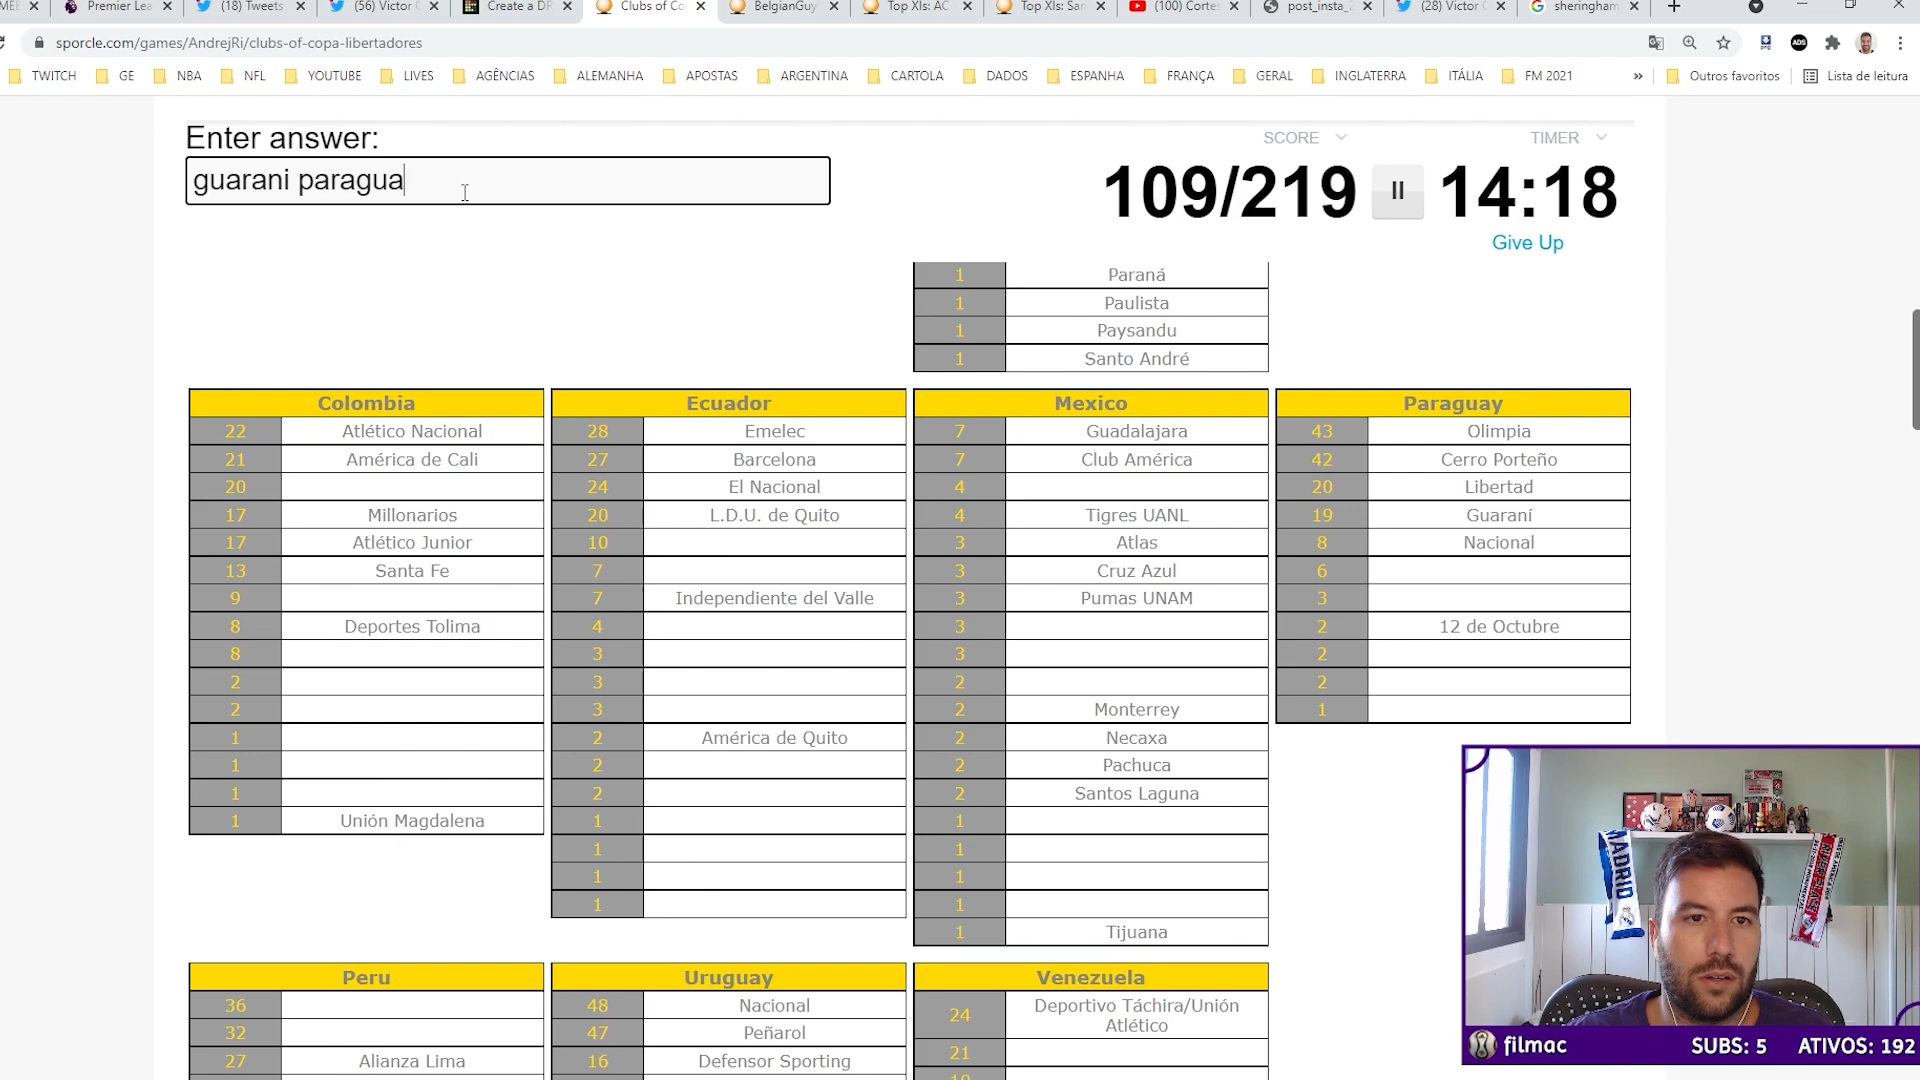 Premier Lea
(18) Tweets
(56) Victor
Create a DR
Clubs of Co
BelgianGuy
Top XIs: AC
Top XIs: San
(100) Cortes
post_insta_
(28) Victor
sheringham
sporcle.com/games/AndrejRi/clubs-of-copa-libertadores
TWITCH GE NBA NFL YOUTUBE LIVES AGÊNCIAS ALEMANHA APOSTAS ARGENTINA CARTOLA DADOS ESPANHA FRANÇA GERAL INGLATERRA ITÁLIA FM 2021 » Outros favoritos Lista de leitura
Enter answer:
SCORE TIMER
guarani paragua
109/219 14:18
Give Up
1 Paraná
1 Paulista
1 Paysandu
1 Santo André
Colombia
22 Atlético Nacional
21 América de Cali
20
17 Millonarios
17 Atlético Junior
13 Santa Fe
9
8 Deportes Tolima
8
2
2
1
1
1
1 Unión Magdalena
Ecuador
28 Emelec
27 Barcelona
24 El Nacional
20 L.D.U. de Quito
10
7
7 Independiente del Valle
4
3
3
3
2 América de Quito
2
2
1
1
1
1
Mexico
7 Guadalajara
7 Club América
4
4 Tigres UANL
3 Atlas
3 Cruz Azul
3 Pumas UNAM
3
3
2
2 Monterrey
2 Necaxa
2 Pachuca
2 Santos Laguna
1
1
1
1
1 Tijuana
Paraguay
43 Olimpia
42 Cerro Porteño
20 Libertad
19 Guaraní
8 Nacional
6
3
2 12 de Octubre
2
2
1
Peru
36
32
27 Alianza Lima
Uruguay
48 Nacional
47 Peñarol
16 Defensor Sporting
Venezuela
24 Deportivo Táchira/Unión
Atlético
21
MADRID
filmac SUBS: 5 ATIVOS: 192